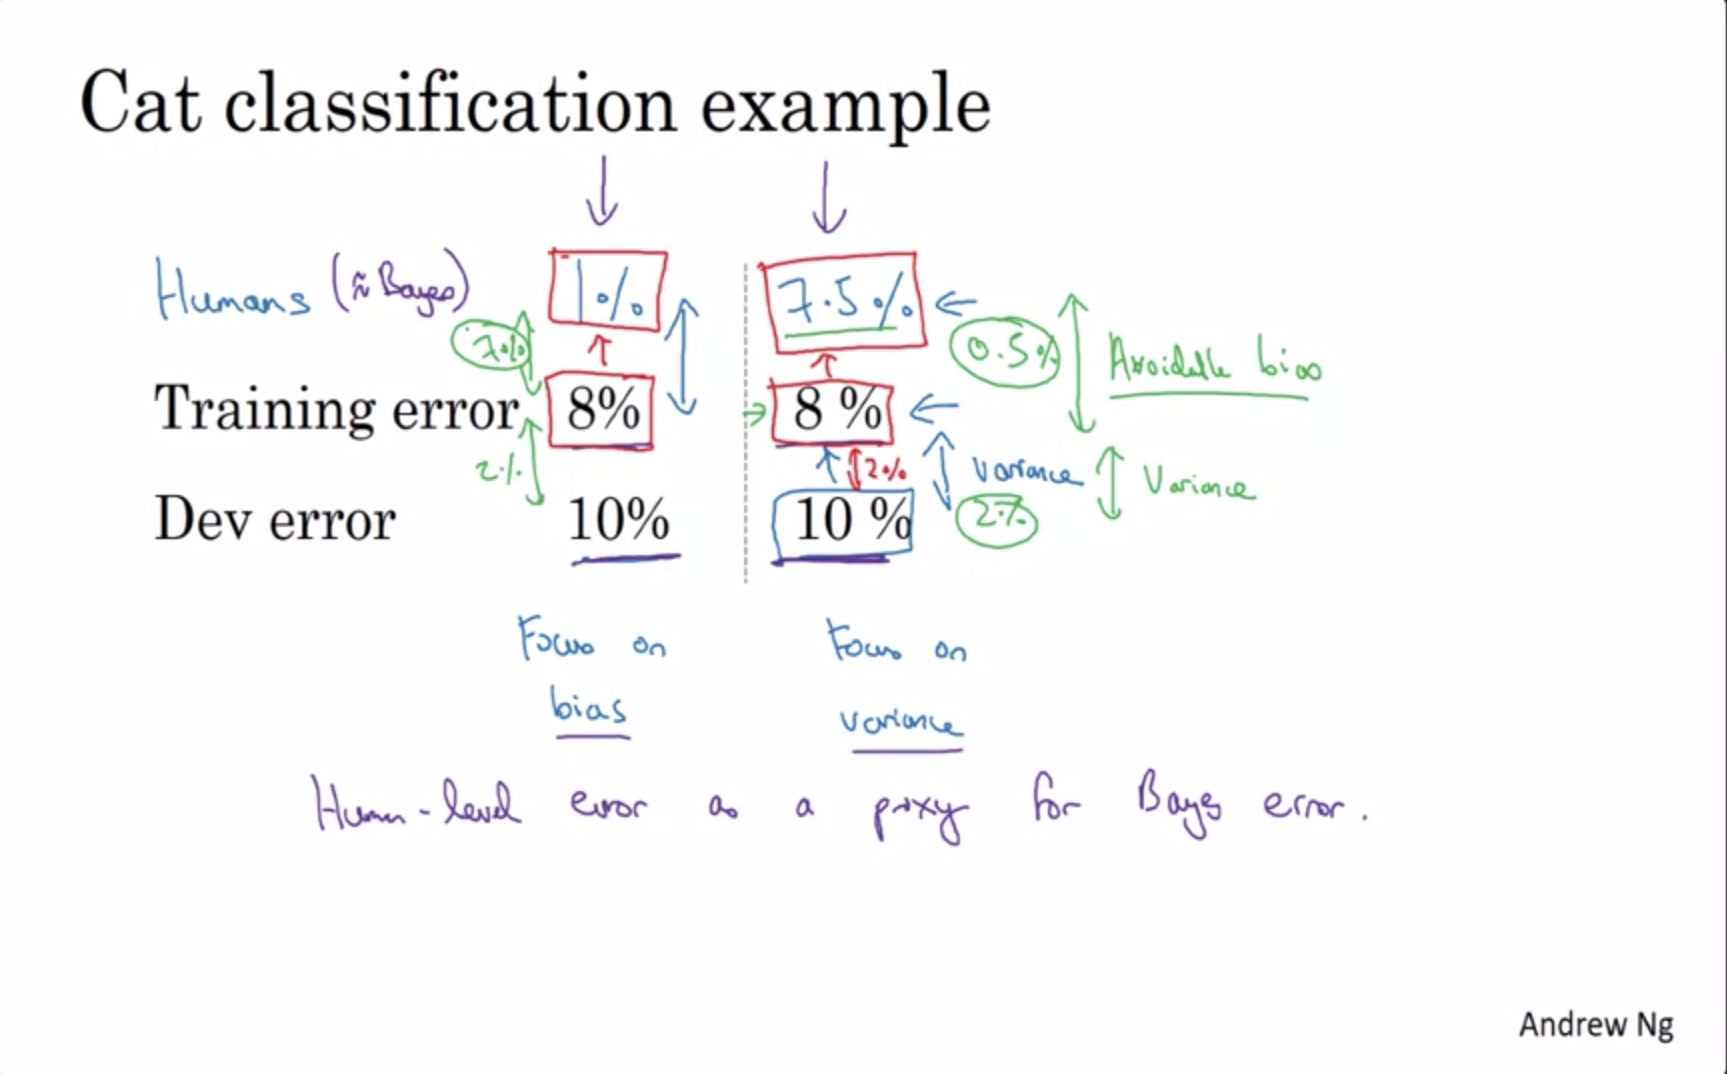 Cat classification example
Humans (≈ Bayes) 1% 7.5%
7% 0.5% Avoidable bias
Training error 8% 8 %
2% 2% Variance Variance
Dev error 10% 10 % 2%
Focus on Focus on
bias variance
Human-level error as a proxy for Bayes error.
Andrew Ng